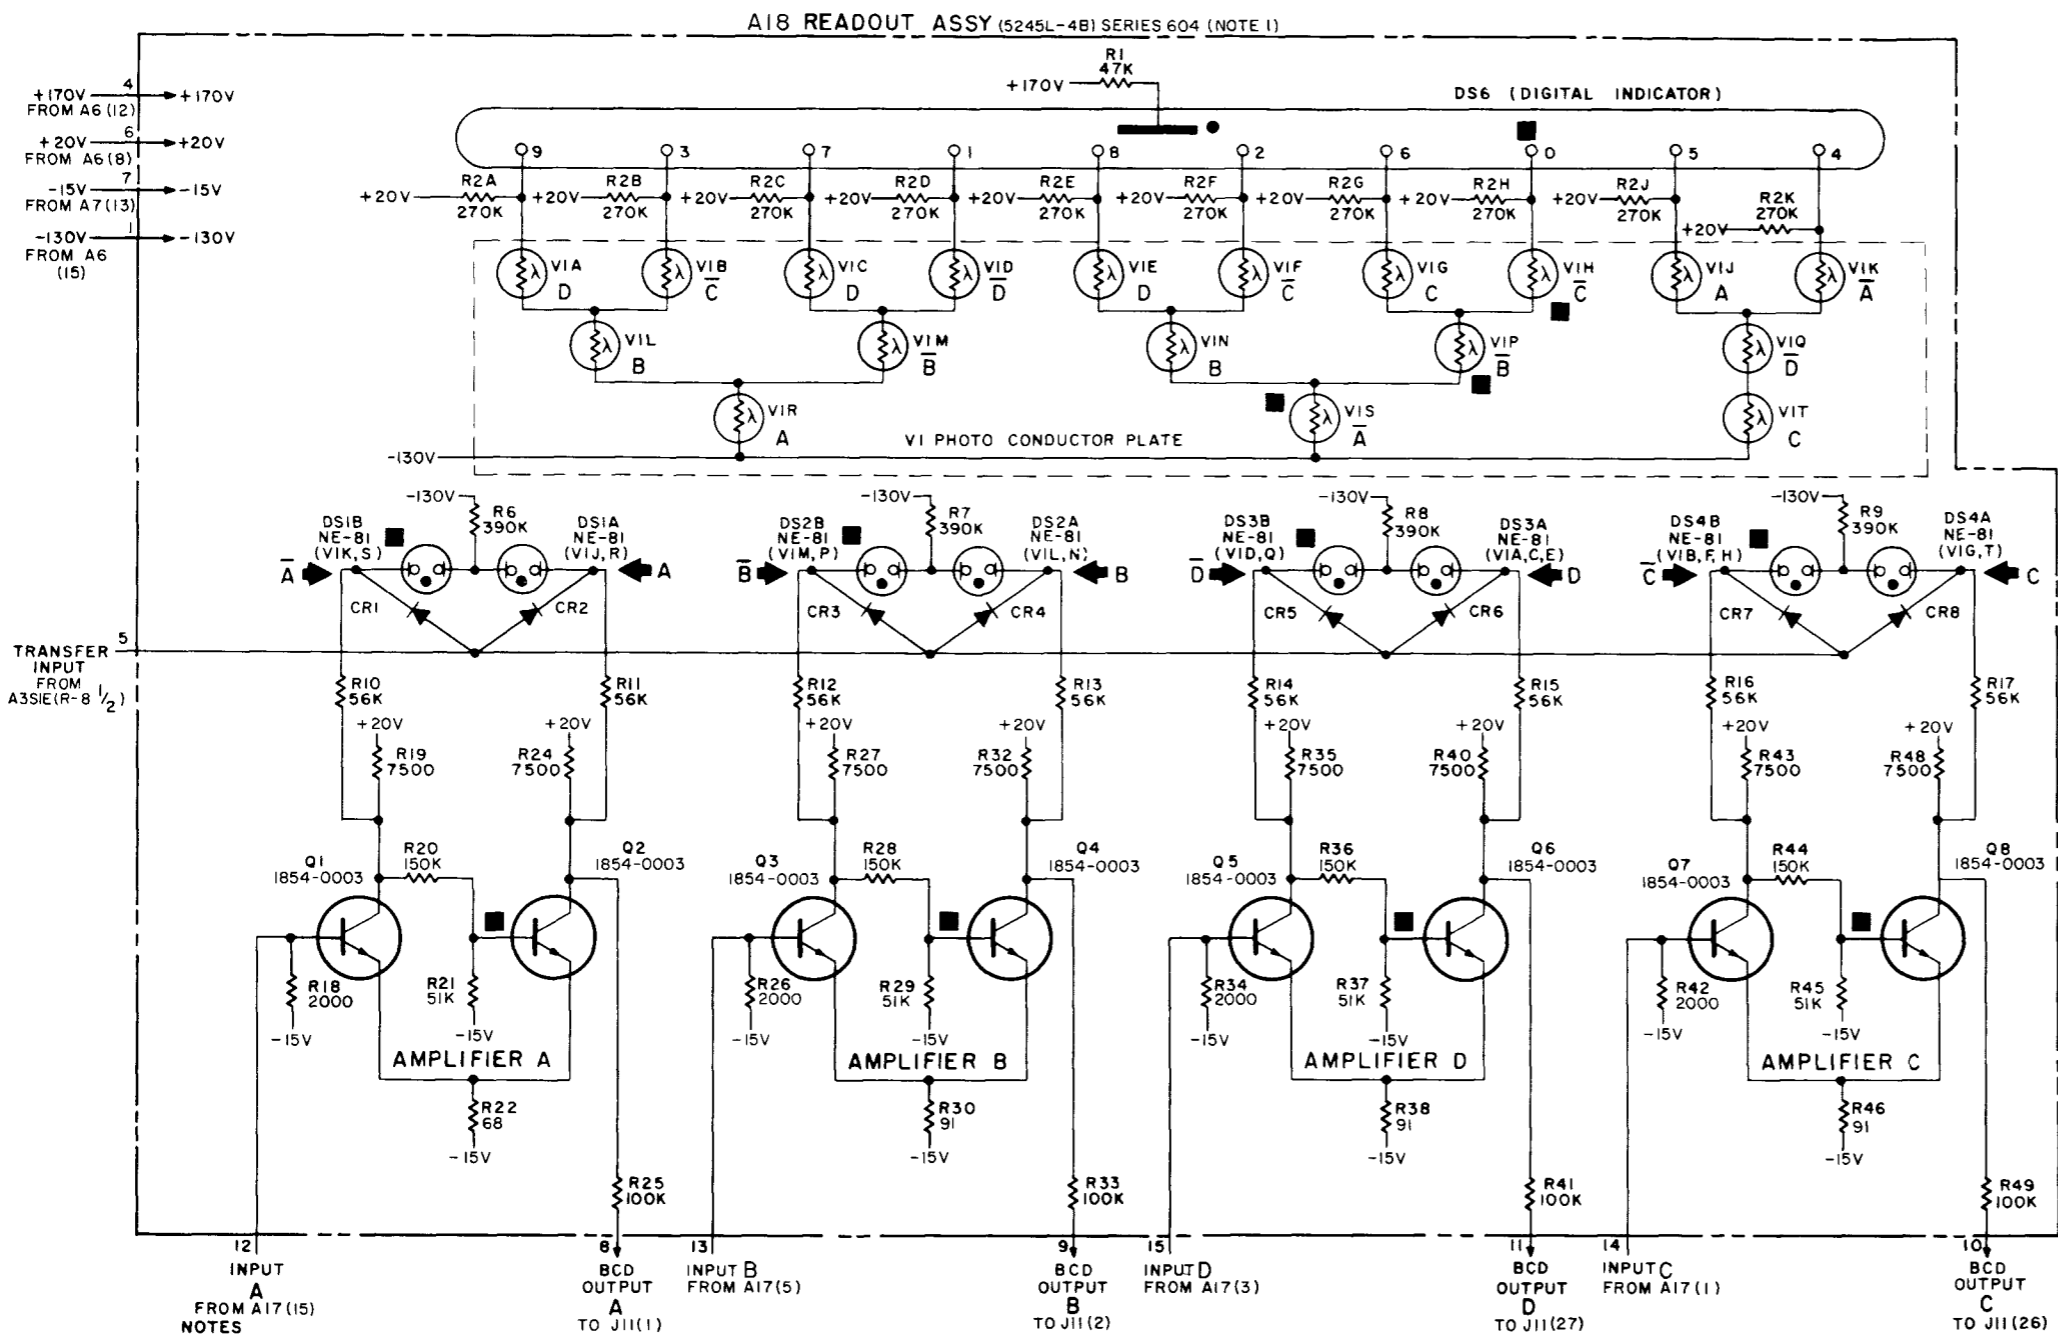 A18 READOUT ASSY (5245L-4B) SERIES 604 (NOTE 1)
4
+170V +170V
FROM A6 (12)
6
+20V +20V
FROM A6(8)
7
-15V -15V
FROM A7(13)
1
-130V -130V
FROM A6
(15)
R1
47K
+170V
DS6 (DIGITAL INDICATOR)
9 3 7 1 8 2 6 0 5 4
R2A R2B R2C R2D R2E R2F R2G R2H R2J R2K
+20V +20V +20V +20V +20V +20V +20V +20V +20V +20V
270K 270K 270K 270K 270K 270K 270K 270K 270K 270K
V1A V1B V1C V1D V1E V1F V1G V1H V1J V1K
D C̅ D D̅ D C̅ C C̅ A A̅
λ λ λ λ λ λ λ λ λ λ
V1L V1M V1N V1P V1Q
B B̅ B B̅ D̅
λ λ λ λ λ
V1R V1S V1T
A A̅ C
λ λ λ
V1 PHOTO CONDUCTOR PLATE
-130V
-130V -130V -130V -130V
DS1B R6 DS1A DS2B R7 DS2A DS3B R8 DS3A DS4B R9 DS4A
NE-81 390K NE-81 NE-81 390K NE-81 NE-81 390K NE-81 NE-81 390K NE-81
(V1K,S) (V1J,R) (V1M,P) (V1L,N) (V1D,Q) (V1A,C,E) (V1B,F,H) (V1G,T)
A̅ A B̅ B D̅ D C̅ C
CR1 CR2 CR3 CR4 CR5 CR6 CR7 CR8
5
TRANSFER
INPUT
FROM
A3S1E(R-8 1/2)
R10 R11 R12 R13 R14 R15 R16 R17
56K 56K 56K 56K 56K 56K 56K 56K
+20V +20V +20V +20V +20V +20V +20V +20V
R19 R24 R27 R32 R35 R40 R43 R48
7500 7500 7500 7500 7500 7500 7500 7500
Q1 R20 Q2 Q3 R28 Q4 Q5 R36 Q6 Q7 R44 Q8
1854-0003 150K 1854-0003 1854-0003 150K 1854-0003 1854-0003 150K 1854-0003 1854-0003 150K 1854-0003
R18 R21 R26 R29 R34 R37 R42 R45
2000 51K 2000 51K 2000 51K 2000 51K
-15V -15V -15V -15V -15V -15V -15V -15V
AMPLIFIER A AMPLIFIER B AMPLIFIER D AMPLIFIER C
R22 R30 R38 R46
68 91 91 91
-15V -15V -15V -15V
R25 R33 R41 R49
100K 100K 100K 100K
12 8 13 9 15 11 14 10
INPUT
A
FROM A17(15)
BCD
OUTPUT
A
TO J11(1)
INPUT B
FROM A17(5)
BCD
OUTPUT
B
TO J11(2)
INPUT D
FROM A17(3)
BCD
OUTPUT
D
TO J11(27)
INPUT C
FROM A17(1)
BCD
OUTPUT
C
TO J11(26)
NOTES